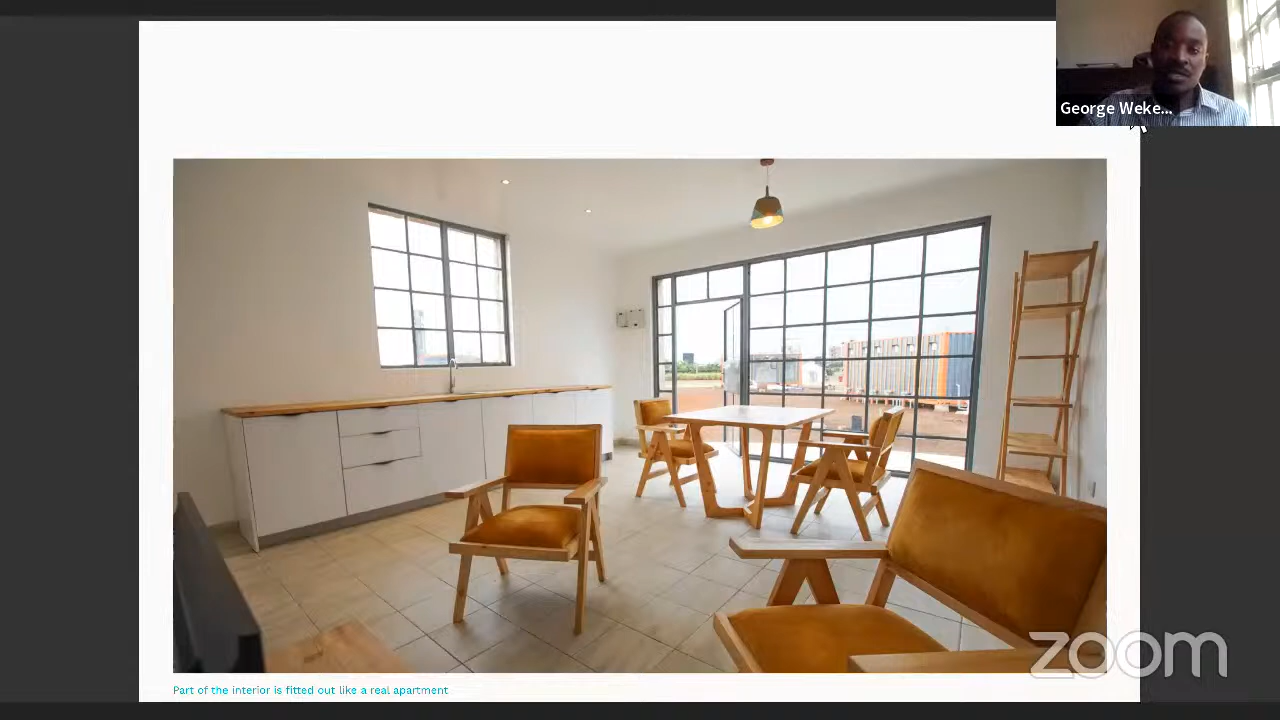 George Weke...
Part of the interior is fitted out like a real apartment
zoom